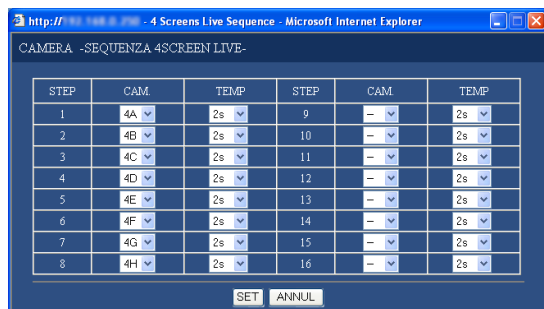 http:// - 4 Screens Live Sequence - Microsoft Internet Explorer
CAMERA -SEQUENZA 4SCREEN LIVE-
STEP CAM. TEMP STEP CAM. TEMP
1 4A 2s 9 – 2s
2 4B 2s 10 – 2s
3 4C 2s 11 – 2s
4 4D 2s 12 – 2s
5 4E 2s 13 – 2s
6 4F 2s 14 – 2s
7 4G 2s 15 – 2s
8 4H 2s 16 – 2s
SET ANNUL